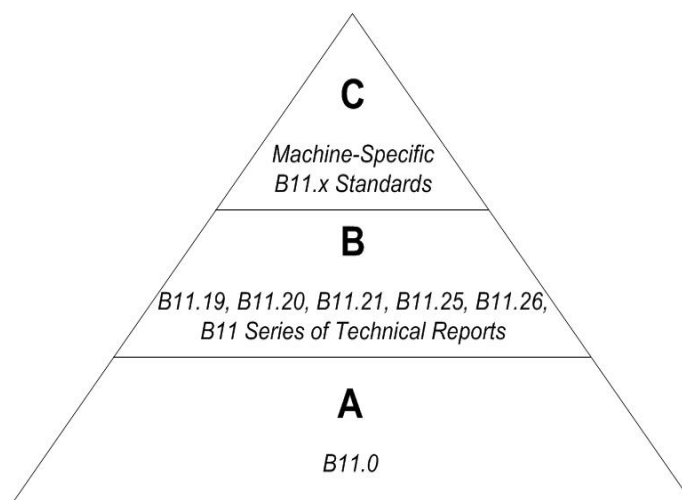 C
Machine-Specific
B11.x Standards
B
B11.19, B11.20, B11.21, B11.25, B11.26,
B11 Series of Technical Reports
A
B11.0